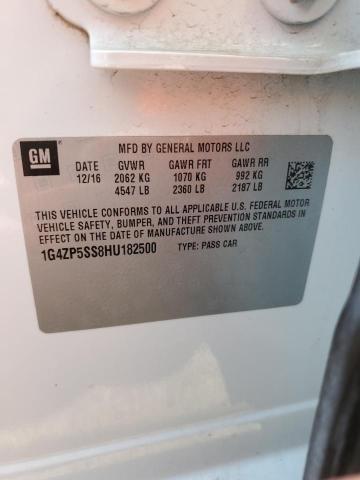 GM
MFD BY GENERAL MOTORS LLC
DATE GVWR GAWR FRT GAWR RR
12/16 2062 KG 1070 KG 992 KG
4547 LB 2360 LB 2187 LB
THIS VEHICLE CONFORMS TO ALL APPLICABLE U.S. FEDERAL MOTOR
VEHICLE SAFETY, BUMPER, AND THEFT PREVENTION STANDARDS IN
EFFECT ON THE DATE OF MANUFACTURE SHOWN ABOVE.
1G4ZP5SS8HU182500 TYPE: PASS CAR